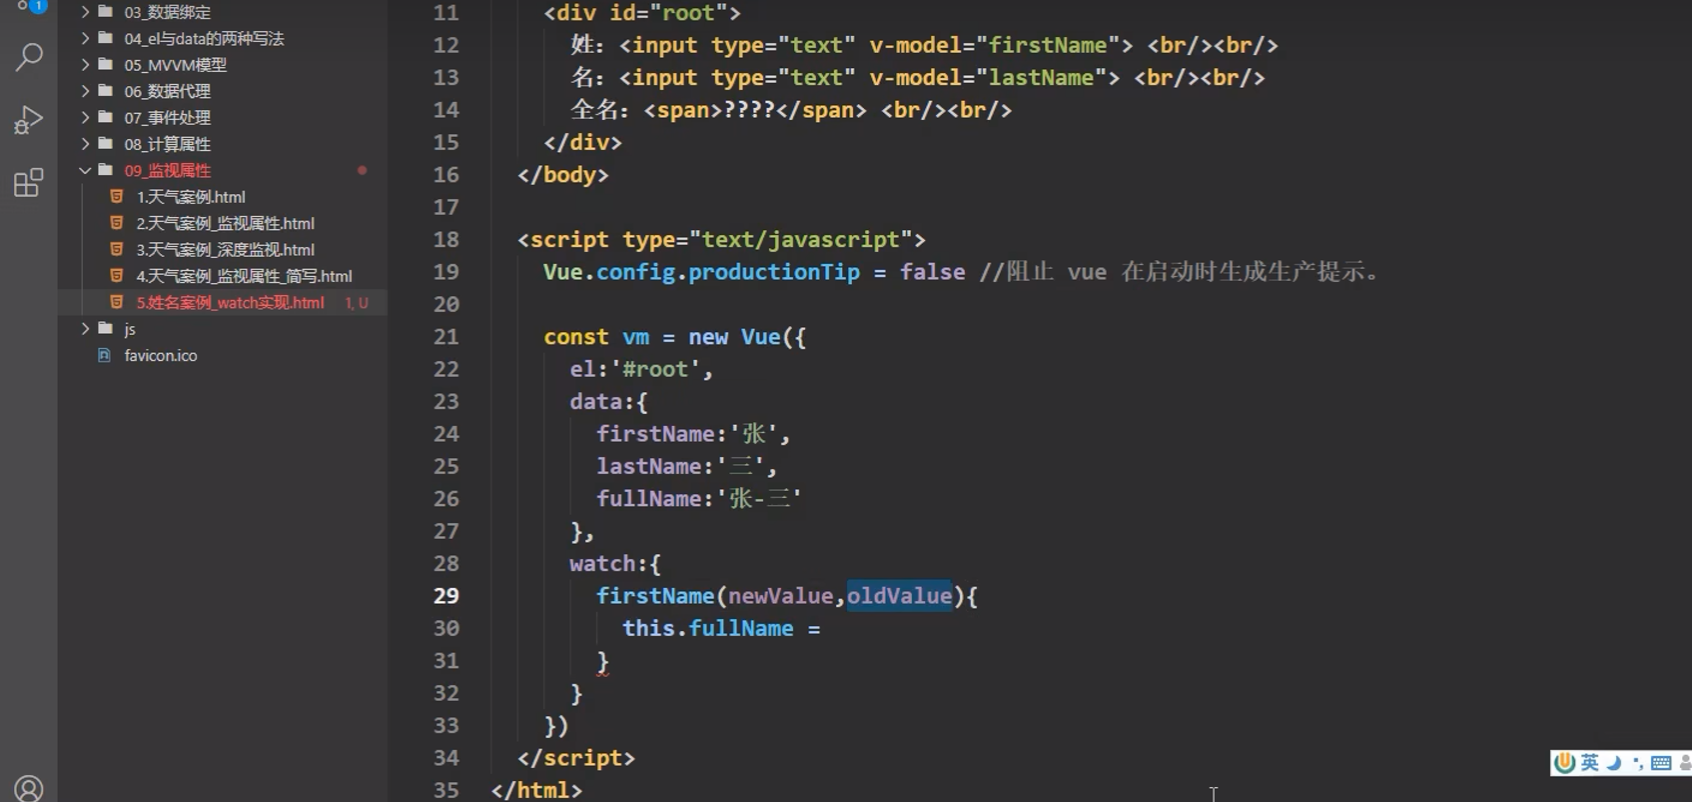 1
03_数据绑定
04_el与data的两种写法
05_MVVM模型
06_数据代理
07_事件处理
08_计算属性
09_监视属性
1.天气案例.html
2.天气案例_监视属性.html
3.天气案例_深度监视.html
4.天气案例_监视属性_简写.html
5.姓名案例_watch实现.html 1, U
js
favicon.ico
11 <div id="root">
12 姓：<input type="text" v-model="firstName"> <br/><br/>
13 名：<input type="text" v-model="lastName"> <br/><br/>
14 全名：<span>????</span> <br/><br/>
15 </div>
16 </body>
17
18 <script type="text/javascript">
19 Vue.config.productionTip = false //阻止 vue 在启动时生成生产提示。
20
21 const vm = new Vue({
22 el:'#root',
23 data:{
24 firstName:'张',
25 lastName:'三',
26 fullName:'张-三'
27 },
28 watch:{
29 firstName(newValue,oldValue){
30 this.fullName =
31 }
32 }
33 })
34 </script>
35 </html>
英